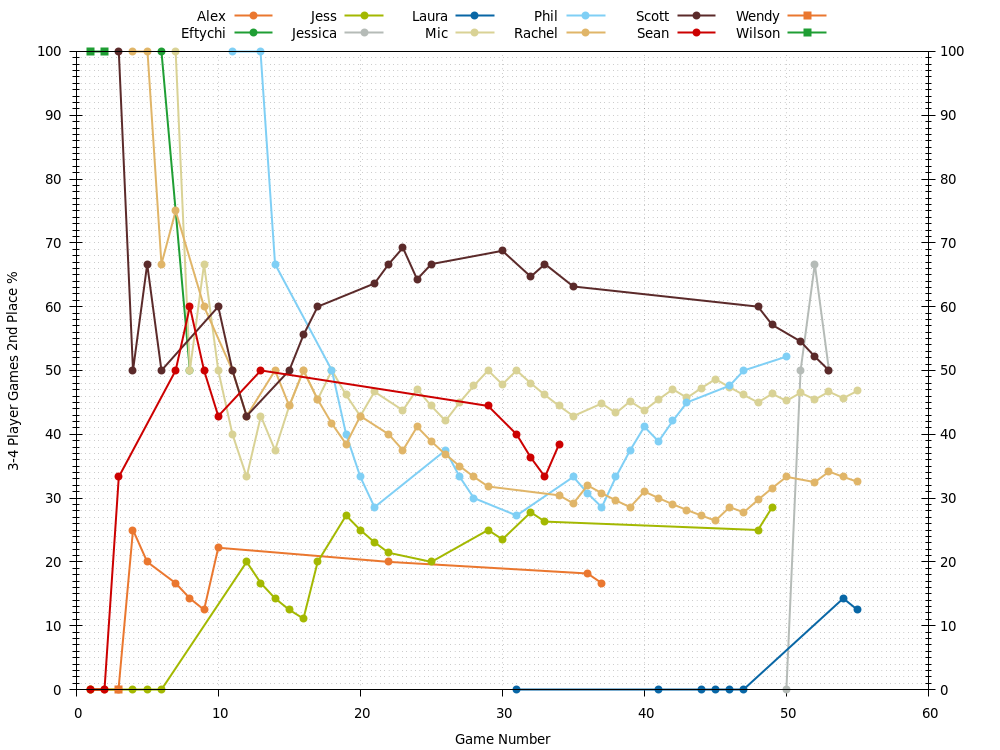 Alex Jess Laura Phil Scott Wendy
Eftychi Jessica Mic Rachel Sean Wilson
100 100
90 90
80 80
70 70
60 60
50 50
40 40
30 30
20 20
10 10
0 0
0 10 20 30 40 50 60
3-4 Player Games 2nd Place %
Game Number